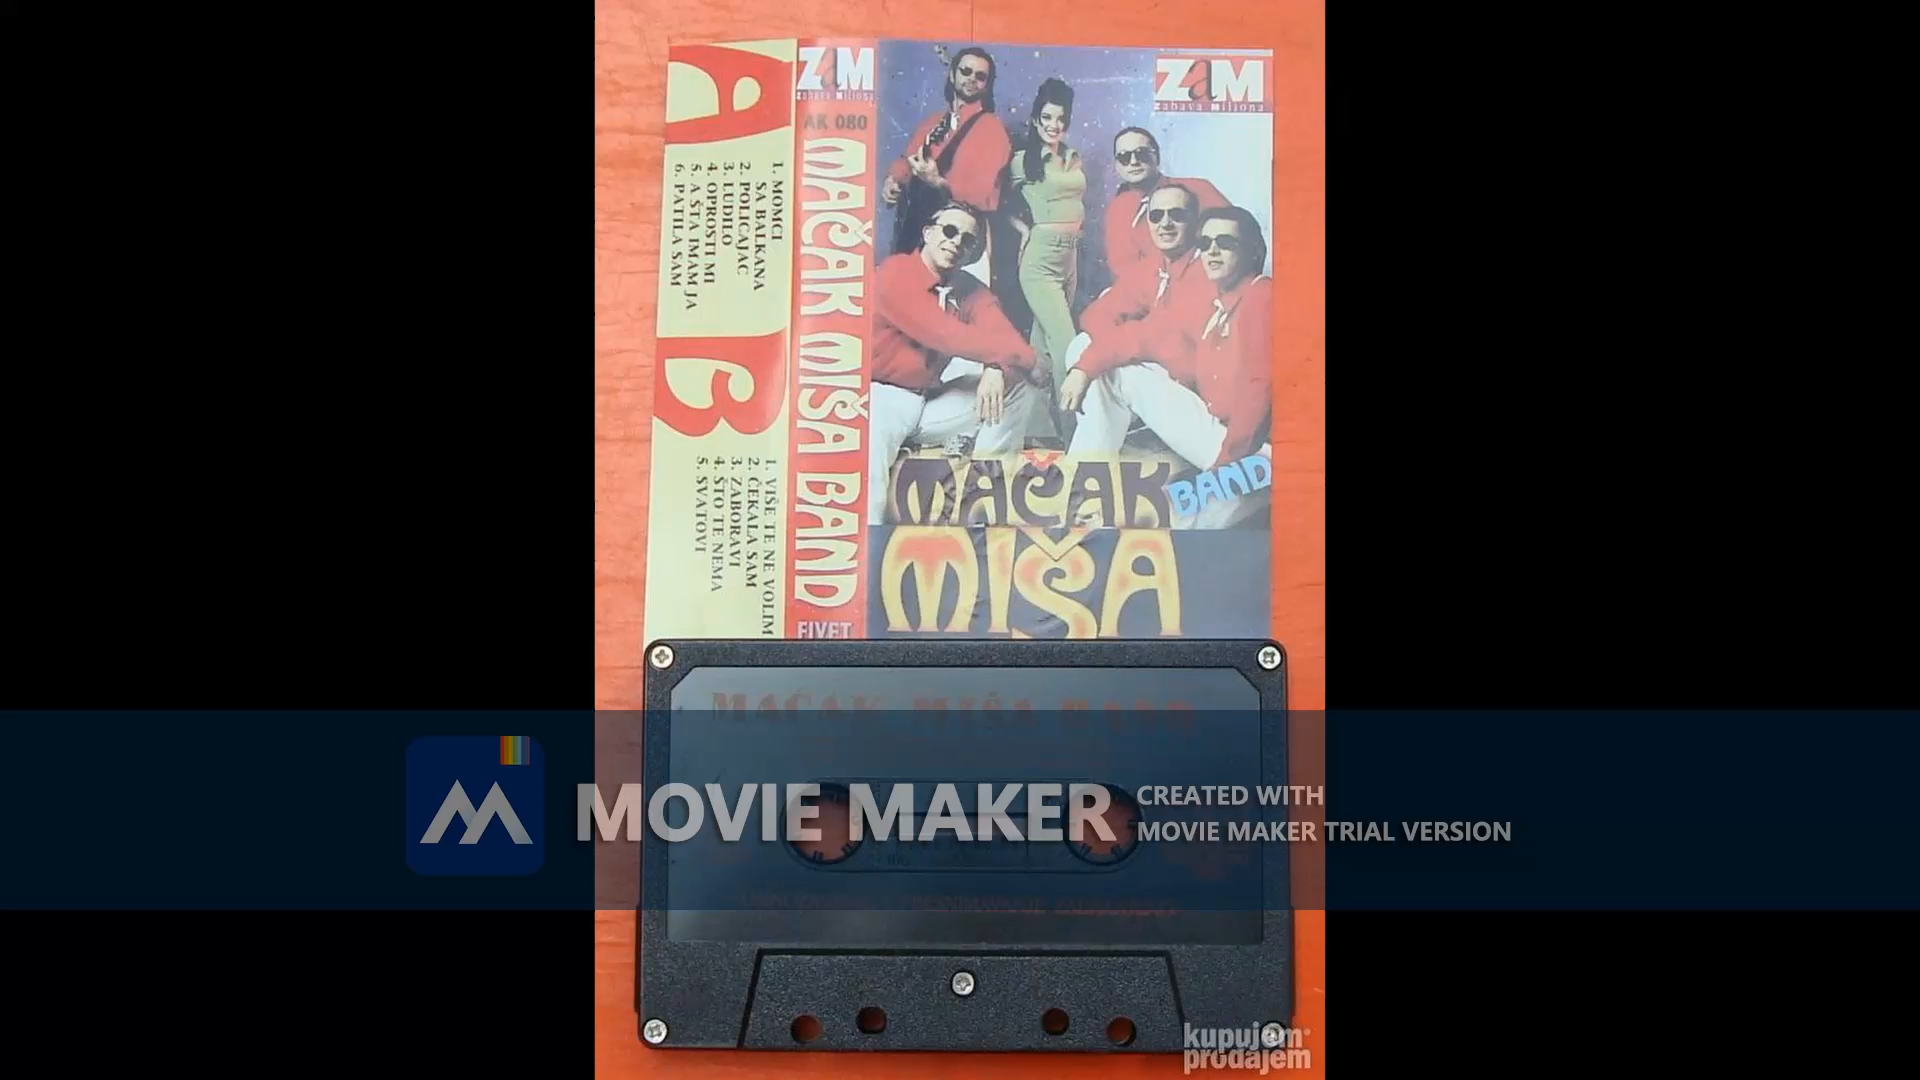 A
1. MOMCI
SA BALKANA
2. POLICAJAC
3. LUDILO
4. OPROSTI MI
5. A ŠTA IMAM JA
6. PATILA SAM
B
1. VIŠE TE NE VOLIM
2. ČEKALA SAM
3. ZABORAVI
4. ŠTO TE NEMA
5. SVATOVI
ZaM
Zabava Miliona
AK 080
MAČAK MIŠA BAND
FIVET
ZaM
Zabava Miliona
MAČAK BAND
MIŠA
MAČAK MIŠA BAND
MOVIE MAKER
CREATED WITH
MOVIE MAKER TRIAL VERSION
kupujem
prodajem